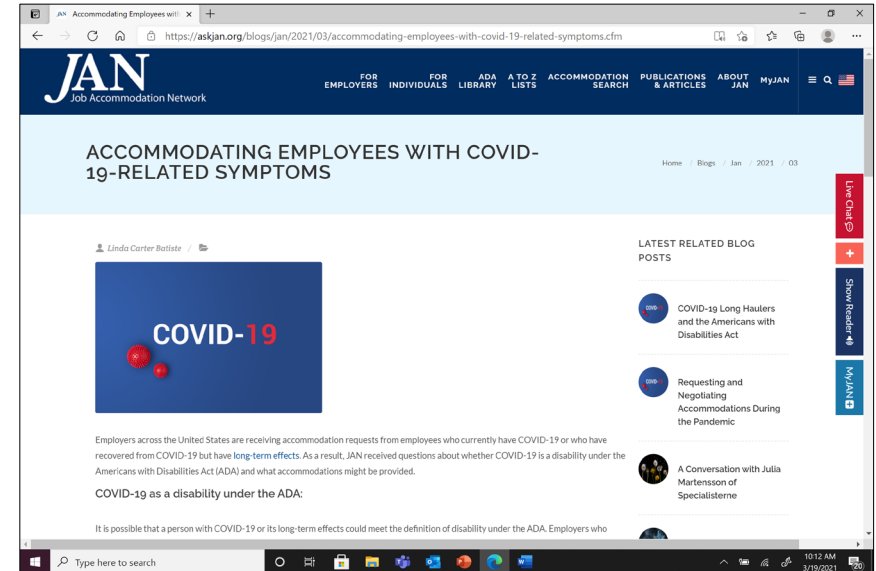 JAN Accommodating Employees with
https://askjan.org/blogs/jan/2021/03/accommodating-employees-with-covid-19-related-symptoms.cfm
JAN
Job Accommodation Network
FOR EMPLOYERS
FOR INDIVIDUALS
ADA LIBRARY
A TO Z LISTS
ACCOMMODATION SEARCH
PUBLICATIONS & ARTICLES
ABOUT JAN
MyJAN
ACCOMMODATING EMPLOYEES WITH COVID-
19-RELATED SYMPTOMS
Home / Blogs / Jan / 2021 / 03
Live Chat
Show Reader
MyJAN
Linda Carter Batiste /
COVID-19
Employers across the United States are receiving accommodation requests from employees who currently have COVID-19 or who have
recovered from COVID-19 but have long-term effects. As a result, JAN received questions about whether COVID-19 is a disability under the
Americans with Disabilities Act (ADA) and what accommodations might be provided.
COVID-19 as a disability under the ADA:
It is possible that a person with COVID-19 or its long-term effects could meet the definition of disability under the ADA. Employers who
LATEST RELATED BLOG
POSTS
COVID-19 Long Haulers
and the Americans with
Disabilities Act
Requesting and
Negotiating
Accommodations During
the Pandemic
A Conversation with Julia
Martensson of
Specialisterne
Type here to search
10:12 AM
3/19/2021
20